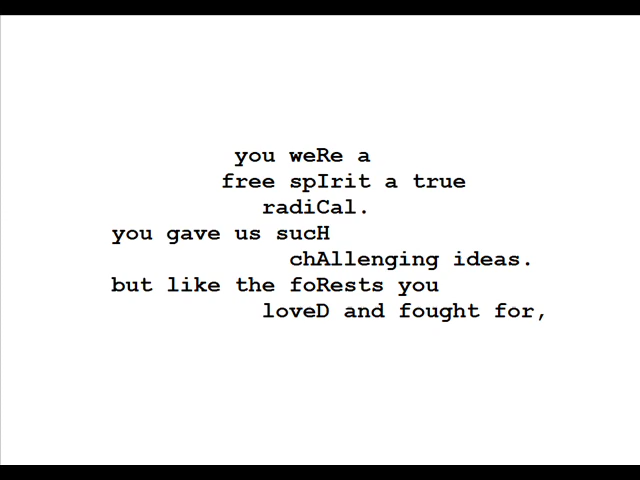 you weRe a
free spIrit a true
radiCal.
you gave us sucH
chAllenging ideas.
but like the foRests you
loveD and fought for,